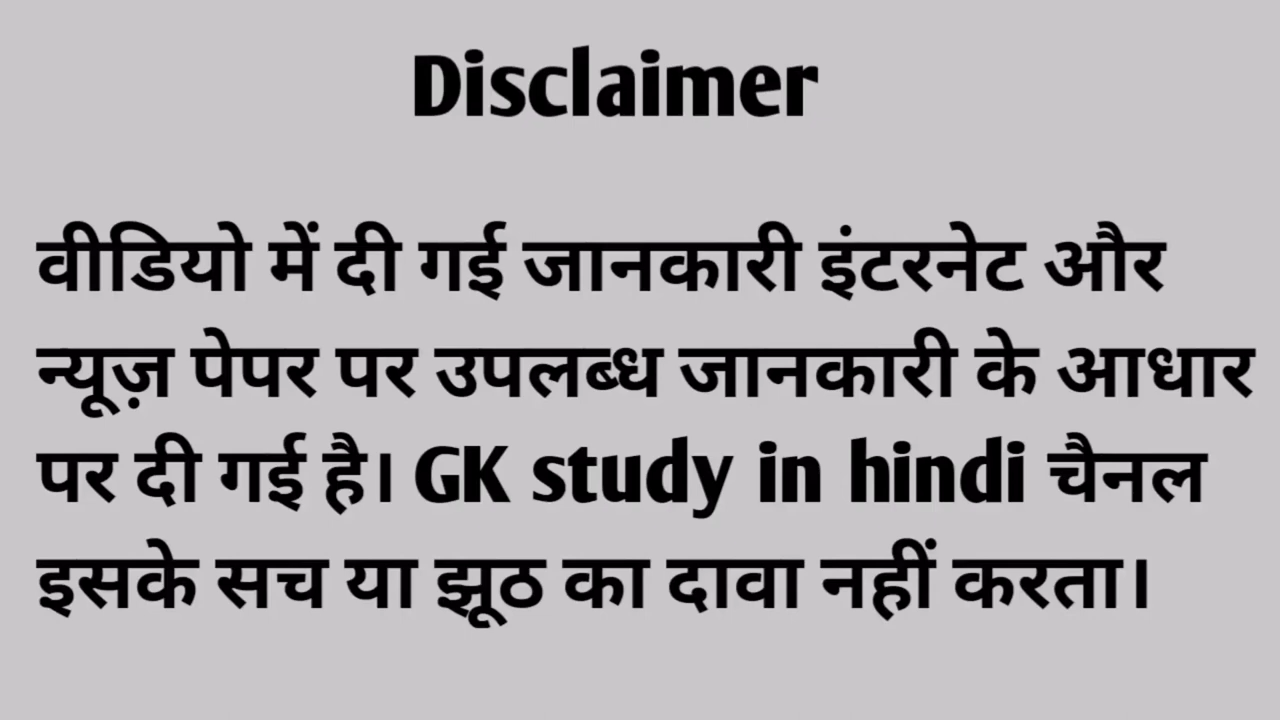 Disclaimer
वीडियो में दी गई जानकारी इंटरनेट और
न्यूज़ पेपर पर उपलब्ध जानकारी के आधार
पर दी गई है। GK study in hindi चैनल
इसके सच या झूठ का दावा नहीं करता।